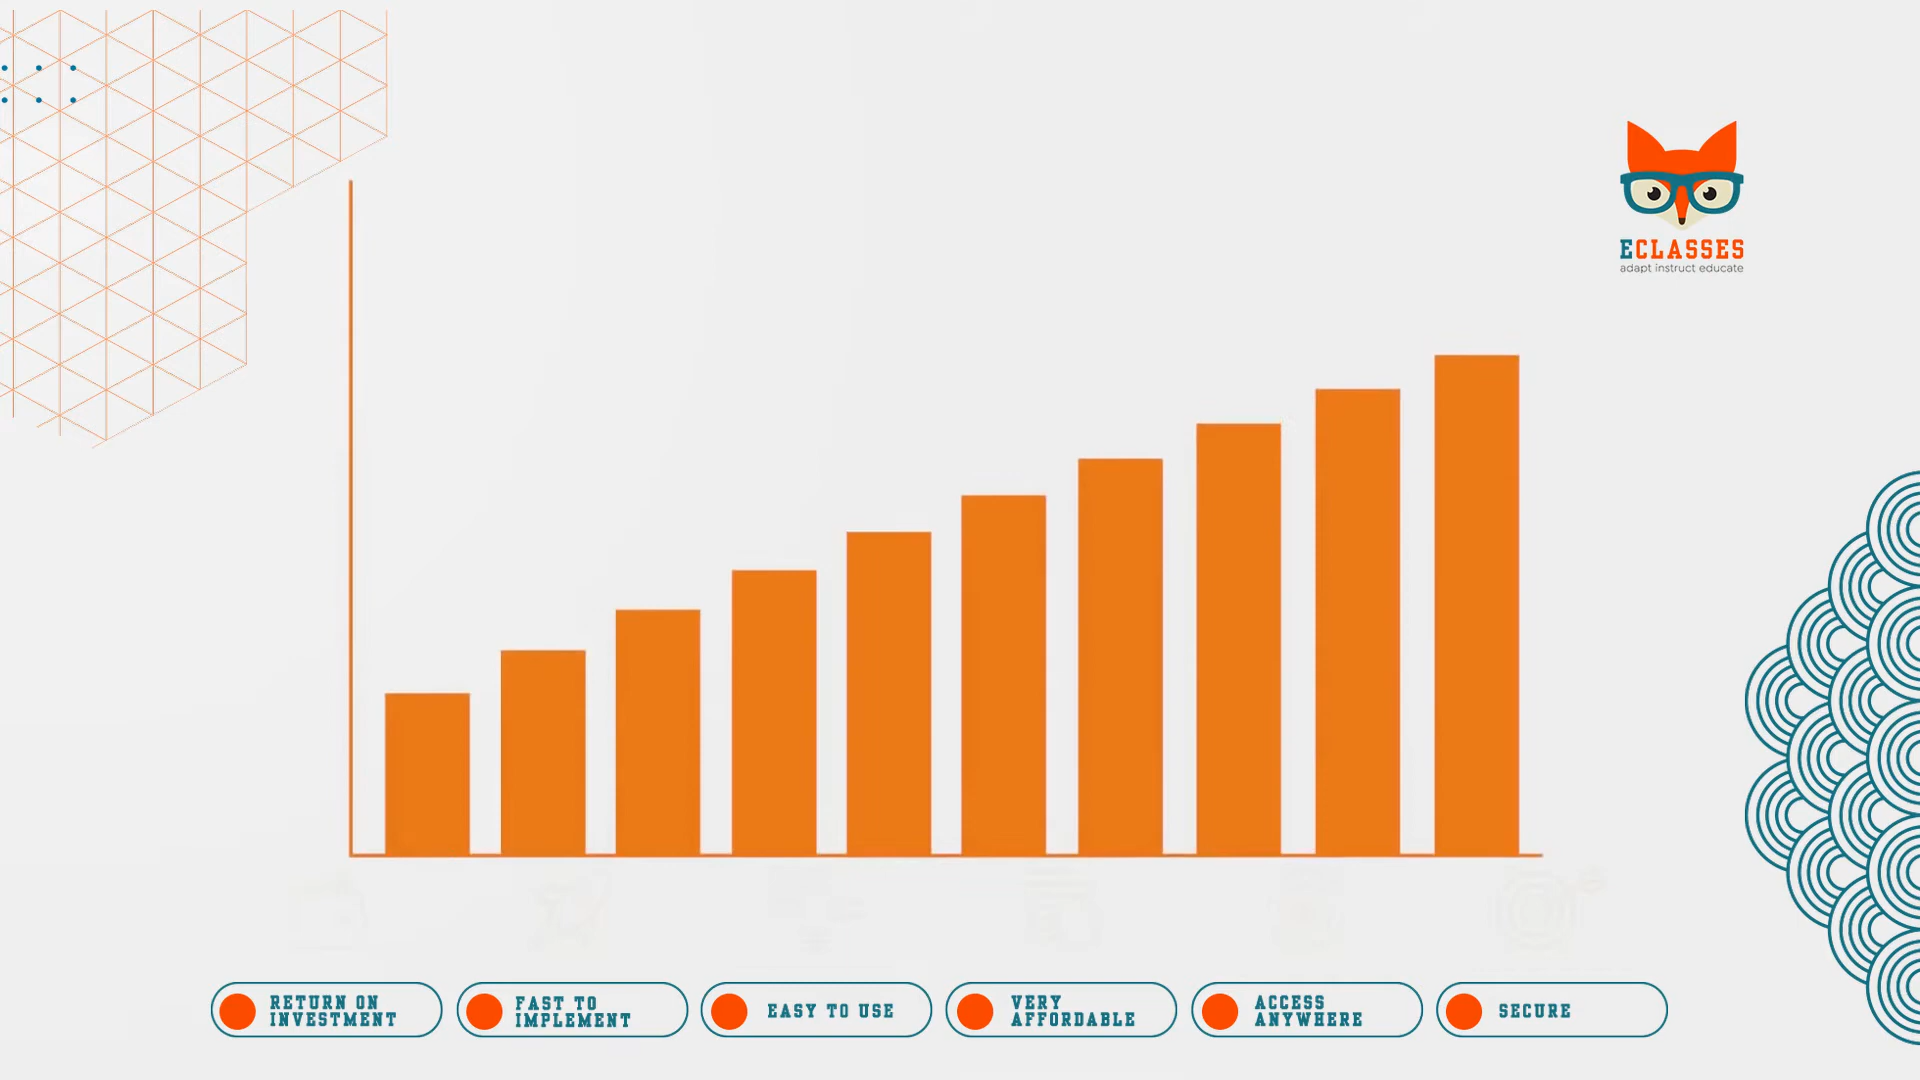 ECLASSES
adapt instruct educate
RETURN ON
INVESTMENT
FAST TO
IMPLEMENT
EASY TO USE
VERY
AFFORDABLE
ACCESS
ANYWHERE
SECURE